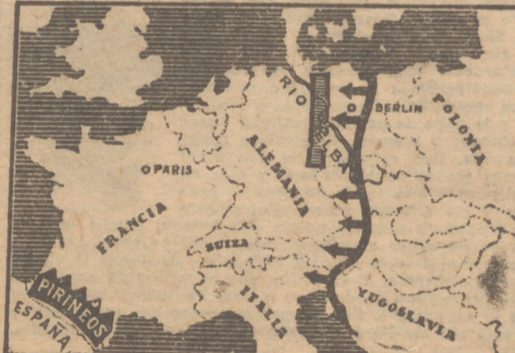 RIO
ELBA
BERLIN
POLONIA
PARIS
ALEMANIA
FRANCIA
SUIZA
PIRINEOS
ESPAÑA
ITALIA
YUGOSLAVIA